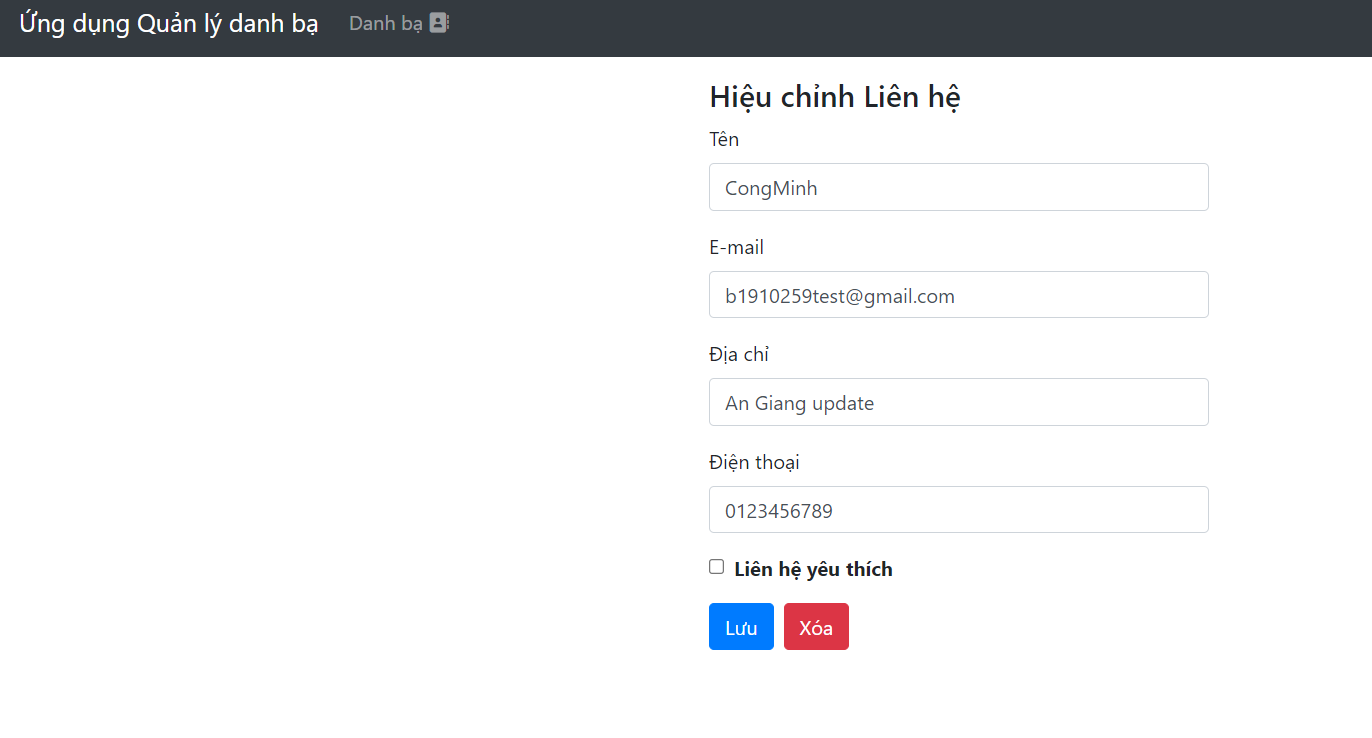 Ứng dụng Quản lý danh bạ Danh bạ
Hiệu chỉnh Liên hệ
Tên
CongMinh
E-mail
b1910259test@gmail.com
Địa chỉ
An Giang update
Điện thoại
0123456789
Liên hệ yêu thích
Lưu Xóa